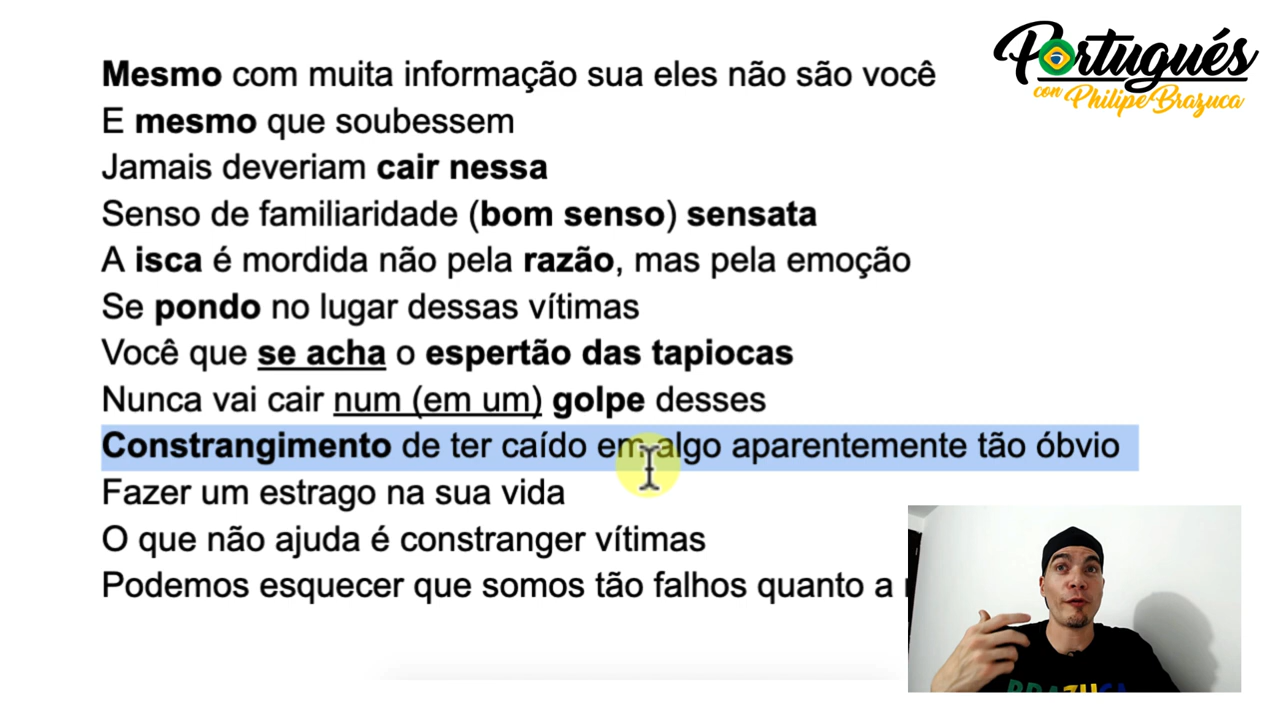 Mesmo com muita informação sua eles não são você
E mesmo que soubessem
Jamais deveriam cair nessa
Senso de familiaridade (bom senso) sensata
A isca é mordida não pela razão, mas pela emoção
Se pondo no lugar dessas vítimas
Você que se acha o espertão das tapiocas
Nunca vai cair num (em um) golpe desses
Constrangimento de ter caído em algo aparentemente tão óbvio
Fazer um estrago na sua vida
O que não ajuda é constranger vítimas
Podemos esquecer que somos tão falhos quanto a
Portugués
con PhilipeBrazuca
BRAZUCA